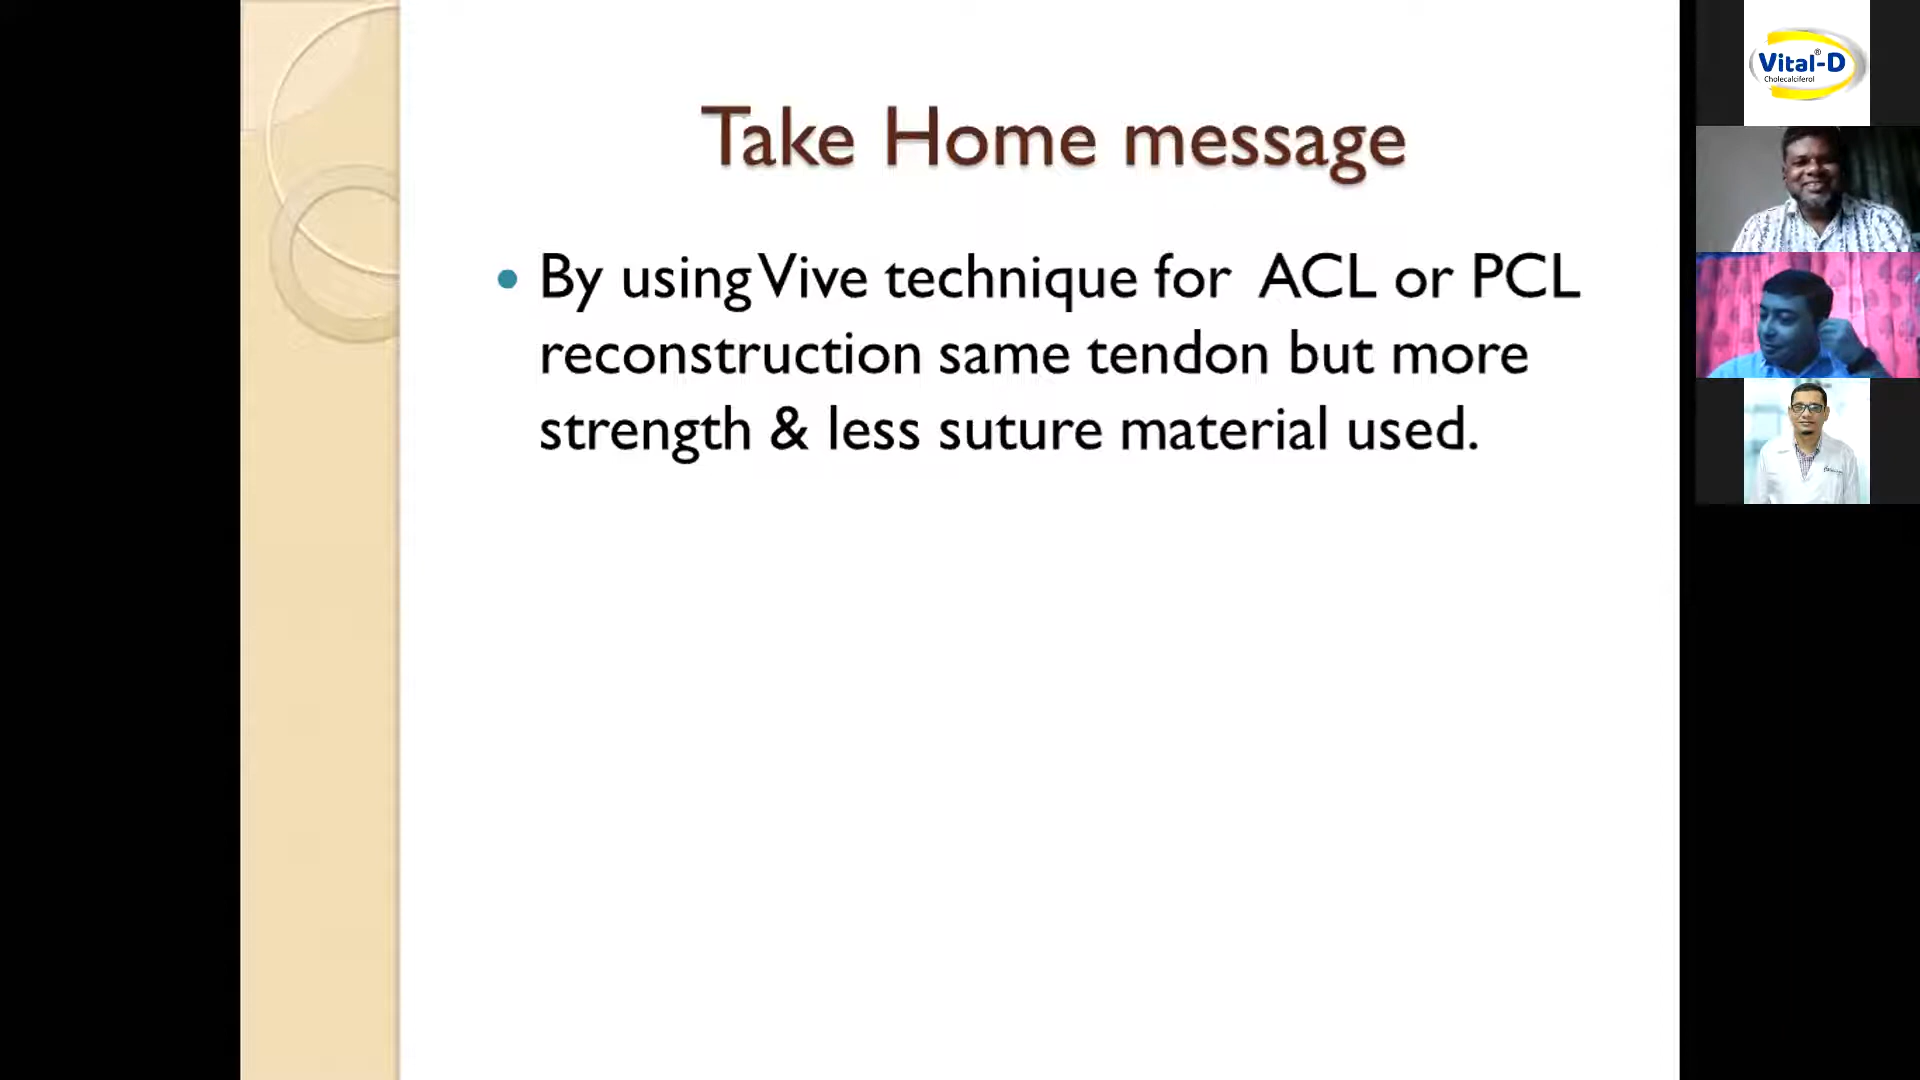 Take Home message
• By using Vive technique for ACL or PCL
reconstruction same tendon but more
strength & less suture material used.
Vital-D®
Cholecalciferol